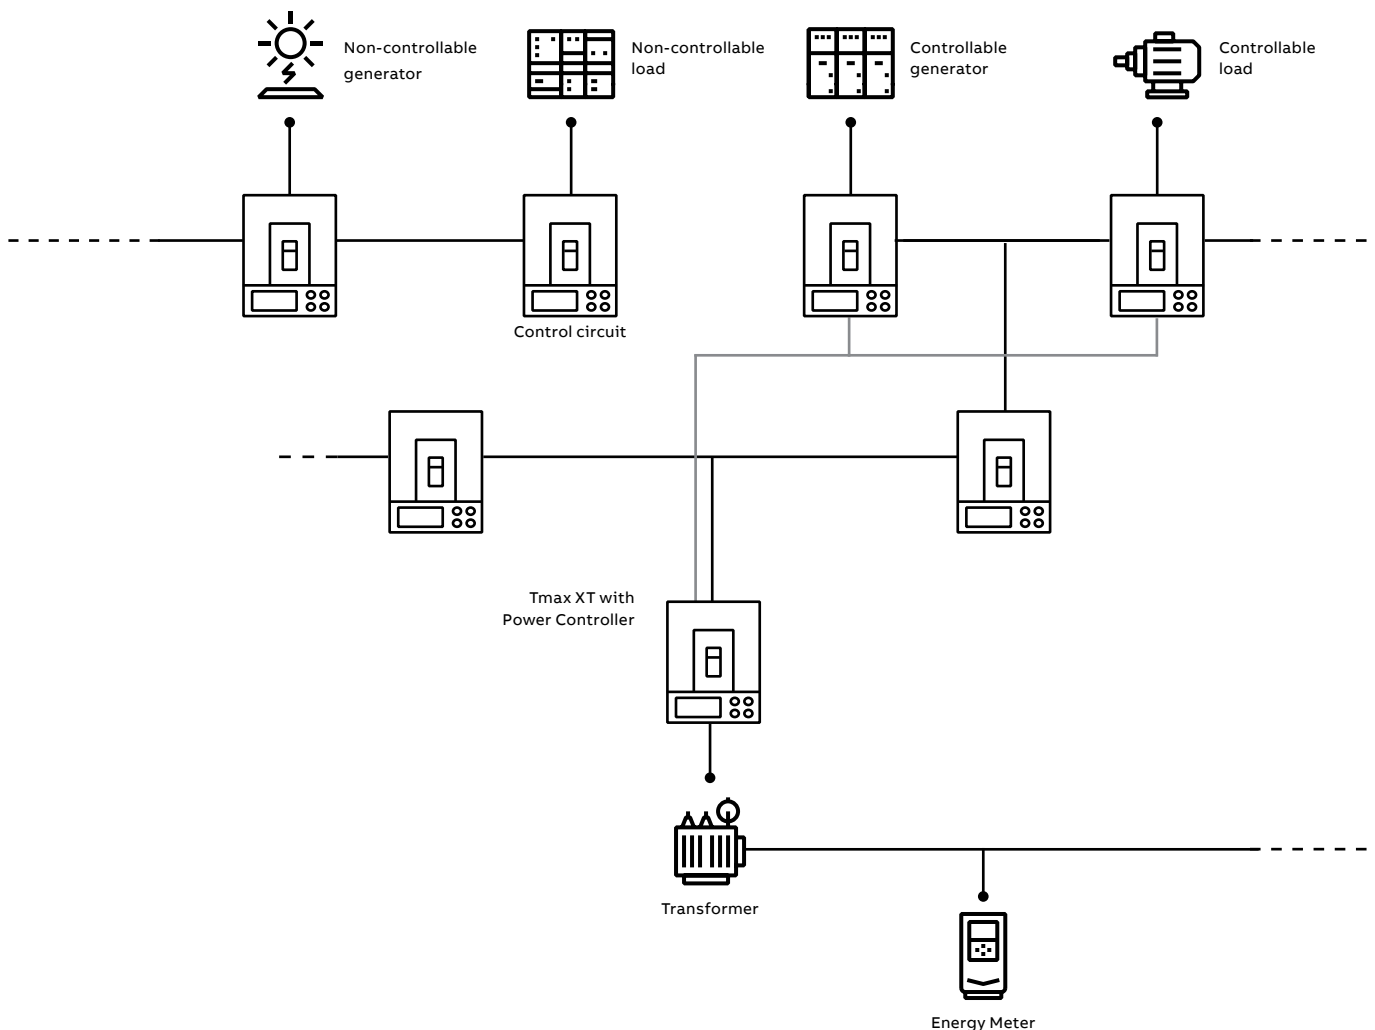 Non-controllable
generator
Non-controllable
load
Controllable
generator
Controllable
load
Control circuit
Tmax XT with
Power Controller
Transformer
Energy Meter